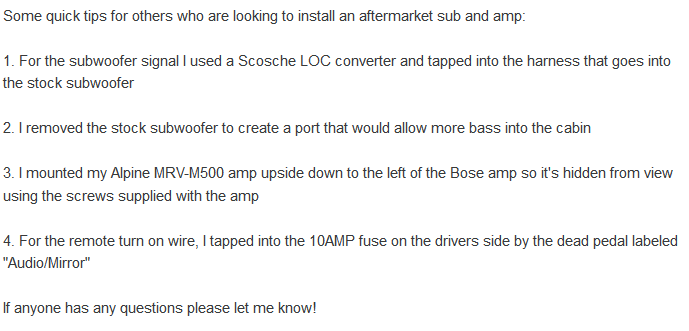 Some quick tips for others who are looking to install an aftermarket sub and amp:
1. For the subwoofer signal I used a Scosche LOC converter and tapped into the harness that goes into
the stock subwoofer
2. I removed the stock subwoofer to create a port that would allow more bass into the cabin
3. I mounted my Alpine MRV-M500 amp upside down to the left of the Bose amp so it's hidden from view
using the screws supplied with the amp
4. For the remote turn on wire, I tapped into the 10AMP fuse on the drivers side by the dead pedal labeled
"Audio/Mirror"
If anyone has any questions please let me know!